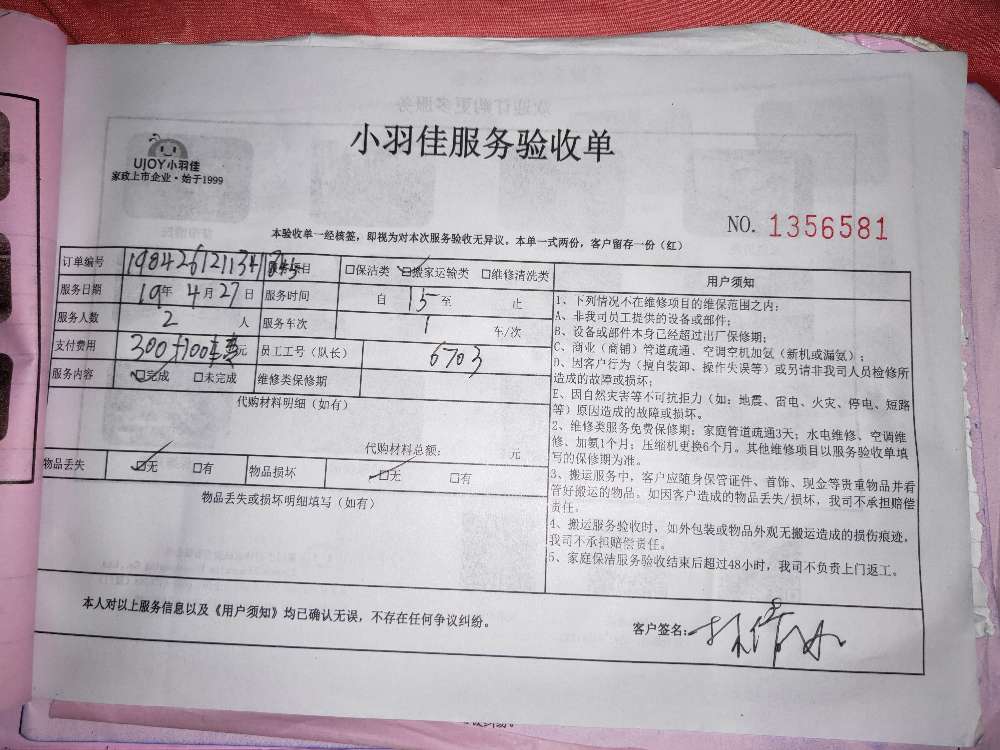 小羽佳服务验收单
UJOY小羽佳
家政上市企业·始于1999
NO. 1356581
本验收单一经核签，即视为对本次服务验收无异议。本单一式两份，客户留存一份（红）
订单编号 项目 □保洁类 □搬家运输类 □维修清洗类
服务日期 19年 4月 27日 服务时间 自 15 至 止
服务人数 2 人 服务车次 1 车/次
支付费用 300+100 元 员工工号（队长） 6703
服务内容 □完成 □未完成 维修类保修期
代购材料明细（如有）
代购材料总额： 元
物品丢失 □无 □有 物品损坏 □无 □有
物品丢失或损坏明细填写（如有）
用户须知
1、下列情况不在维修项目的维保范围之内：
A、非我司员工提供的设备或部件；
B、设备或部件本身已经超过出厂保修期；
C、商业（商铺）管道疏通、空调空机加氨（新机或漏氨）；
D、因客户行为（擅自装卸、操作失误等）或另请非我司人员检修所
造成的故障或损坏；
E、因自然灾害等不可抗拒力（如：地震、雷电、火灾、停电、短路
等）原因造成的故障或损坏。
2、维修类服务免费保修期：家庭管道疏通3天；水电维修、空调维
修、加氨1个月；压缩机更换6个月。其他维修项目以服务验收单填
写的保修期为准。
3、搬运服务中，客户应随身保管证件、首饰、现金等贵重物品并看
管好搬运的物品。如因客户造成的物品丢失/损坏，我司不承担赔偿
责任。
4、搬运服务验收时，如外包装或物品外观无搬运造成的损伤痕迹，
我司不承担赔偿责任。
5、家庭保洁服务验收结束后超过48小时，我司不负责上门返工。
本人对以上服务信息以及《用户须知》均已确认无误，不存在任何争议纠纷。
客户签名：